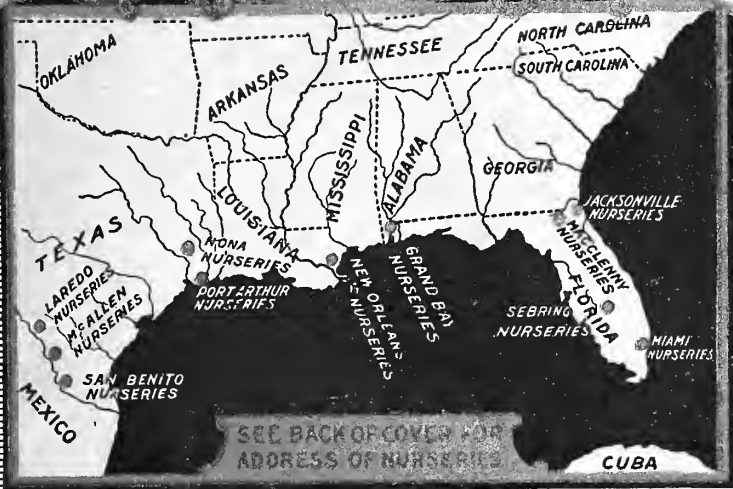 OKLAHOMA
ARKANSAS
TENNESSEE
NORTH CAROLINA
SOUTH CAROLINA
MISSISSIPPI
ALABAMA
GEORGIA
LOUISIANA
TEXAS
JACKSONVILLE
NURSERIES
MCCLENNY
NURSERIES
NONA
NURSERIES
PORT ARTHUR
NURSERIES
NEW ORLEANS
NURSERIES
GRAND BAY
NURSERIES
LAREDO
NURSERIES
MCALLEN
NURSERIES
SAN BENITO
NURSERIES
SEBRING
NURSERIES
FLORIDA
MIAMI
NURSERIES
MEXICO
SEE BACK OF COVER FOR
ADDRESS OF NURSERIES
CUBA